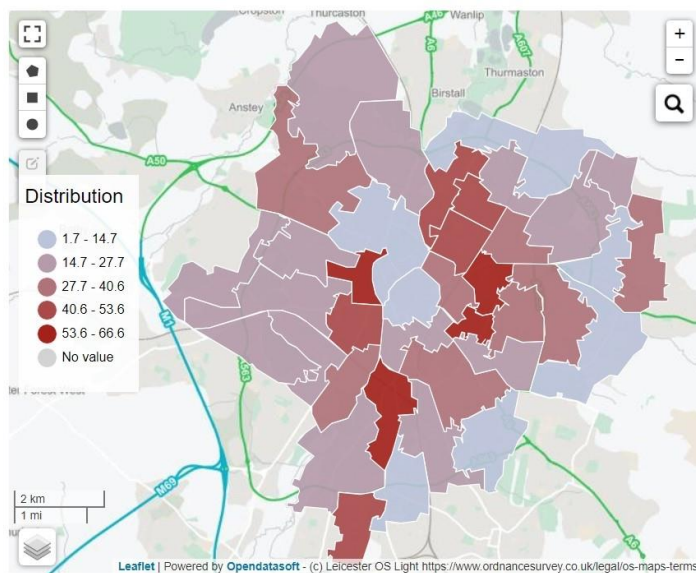 Cropston
Thurcaston
A46
Wanlip
A6
A607
Thurmaston
Birstall
Anstey
A50
+
−
Distribution
1.7 - 14.7
14.7 - 27.7
27.7 - 40.6
40.6 - 53.6
53.6 - 66.6
No value
M1
A563
Forest West
M69
2 km
1 mi
A6
Leaflet | Powered by Opendatasoft - (c) Leicester OS Light https://www.ordnancesurvey.co.uk/legal/os-maps-terms